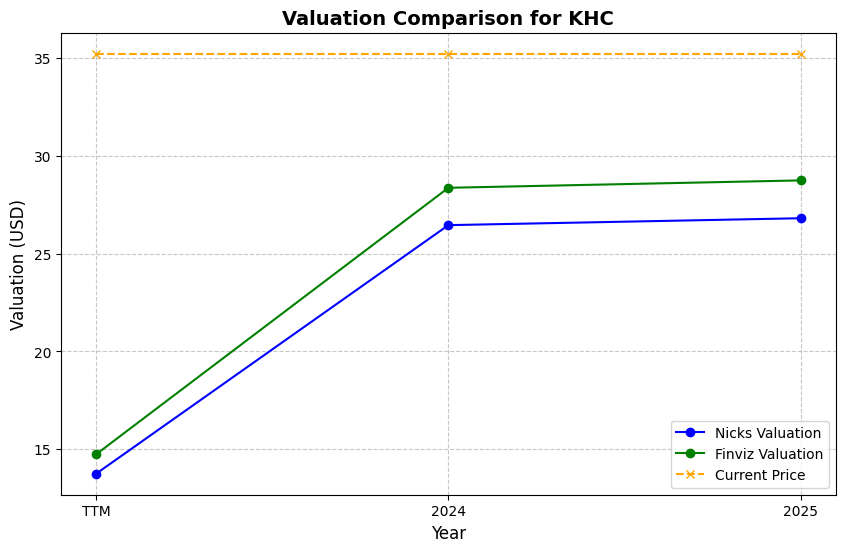 Valuation Comparison for KHC
Valuation (USD)
35
30
25
20
15
TTM
2024
2025
Year
Nicks Valuation
Finviz Valuation
Current Price